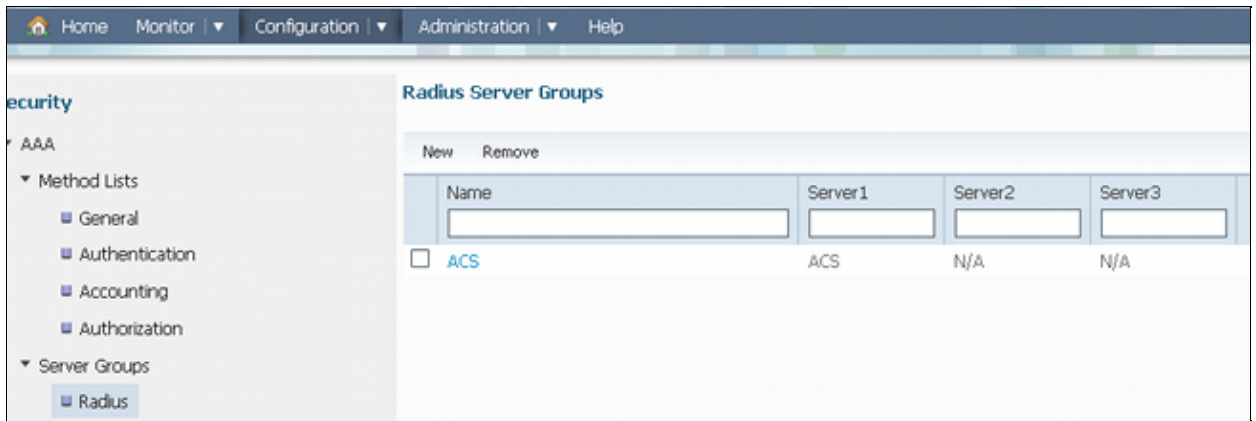 Home Monitor | ▼ Configuration | ▼ Administration | ▼ Help
ecurity
AAA
Method Lists
General
Authentication
Accounting
Authorization
Server Groups
Radius
Radius Server Groups
New Remove
Name Server1 Server2 Server3
ACS ACS N/A N/A